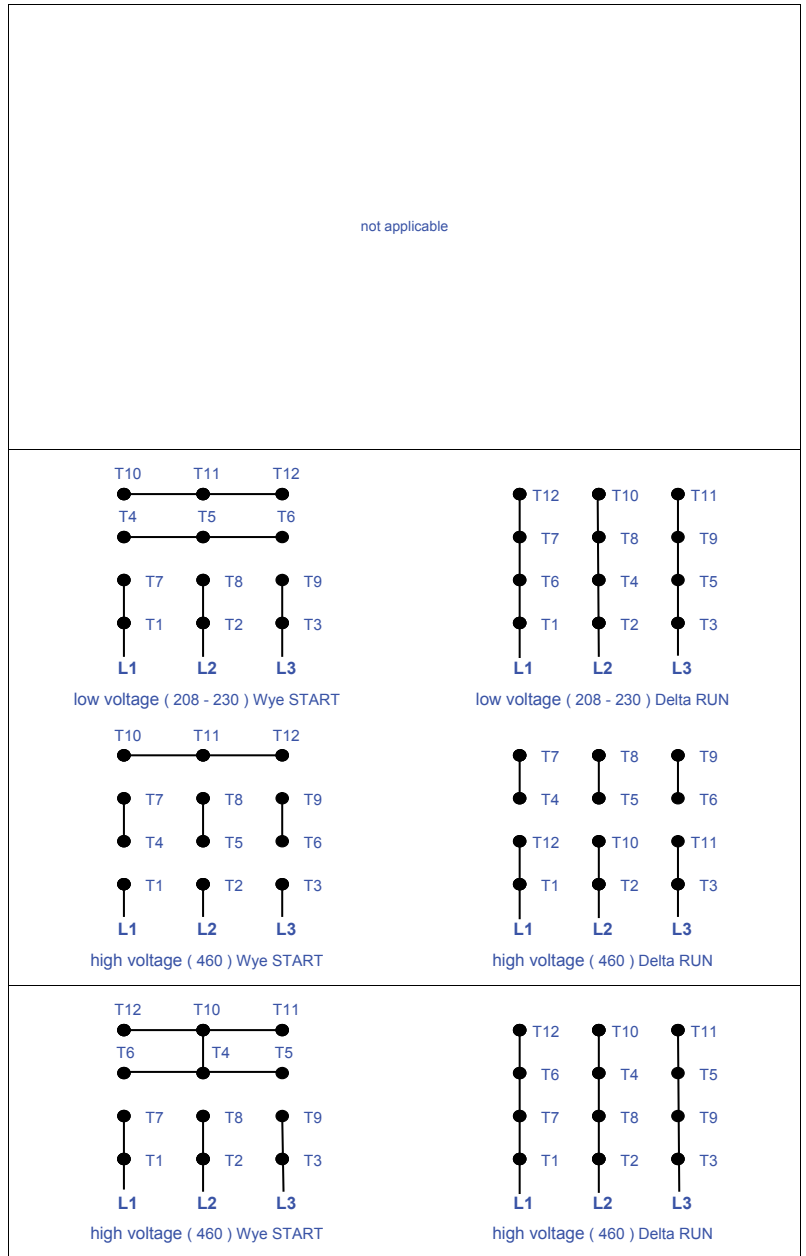 not applicable
T10 T11 T12
T4 T5 T6
T7 T8 T9
T1 T2 T3
L1 L2 L3
low voltage ( 208 - 230 ) Wye START
T12 T10 T11
T7 T8 T9
T6 T4 T5
T1 T2 T3
L1 L2 L3
low voltage ( 208 - 230 ) Delta RUN
T10 T11 T12
T7 T8 T9
T4 T5 T6
T1 T2 T3
L1 L2 L3
high voltage ( 460 ) Wye START
T7 T8 T9
T4 T5 T6
T12 T10 T11
T1 T2 T3
L1 L2 L3
high voltage ( 460 ) Delta RUN
T12 T10 T11
T6 T4 T5
T7 T8 T9
T1 T2 T3
L1 L2 L3
high voltage ( 460 ) Wye START
T12 T10 T11
T6 T4 T5
T7 T8 T9
T1 T2 T3
L1 L2 L3
high voltage ( 460 ) Delta RUN